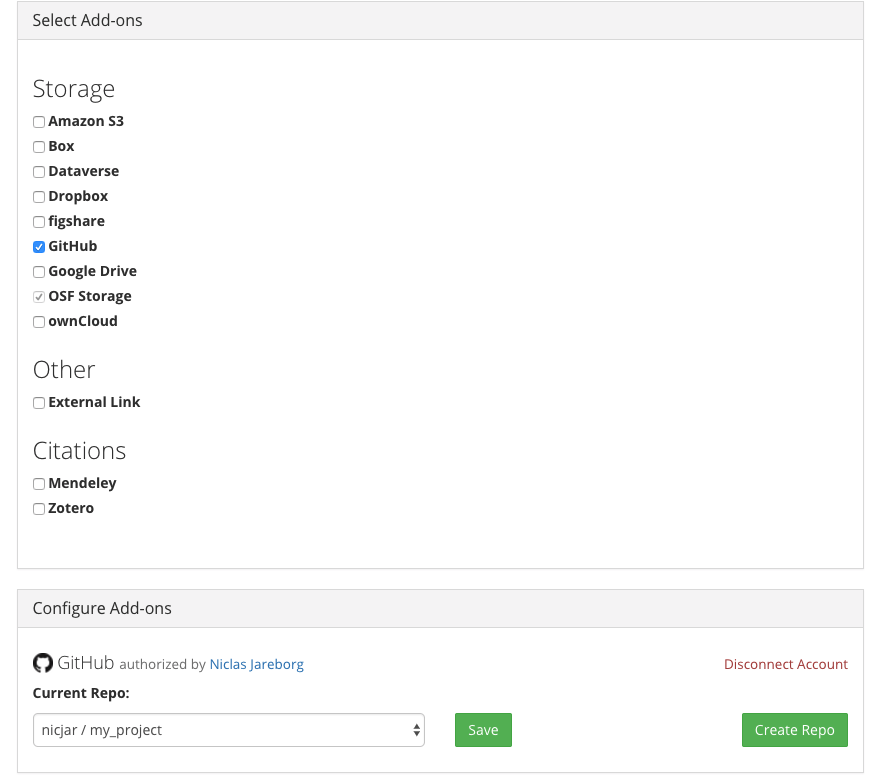 Select Add-ons
Storage
Amazon S3
Box
Dataverse
Dropbox
figshare
GitHub
Google Drive
OSF Storage
ownCloud
Other
External Link
Citations
Mendeley
Zotero
Configure Add-ons
GitHub authorized by Niclas Jareborg Disconnect Account
Current Repo:
nicjar / my_project Save Create Repo